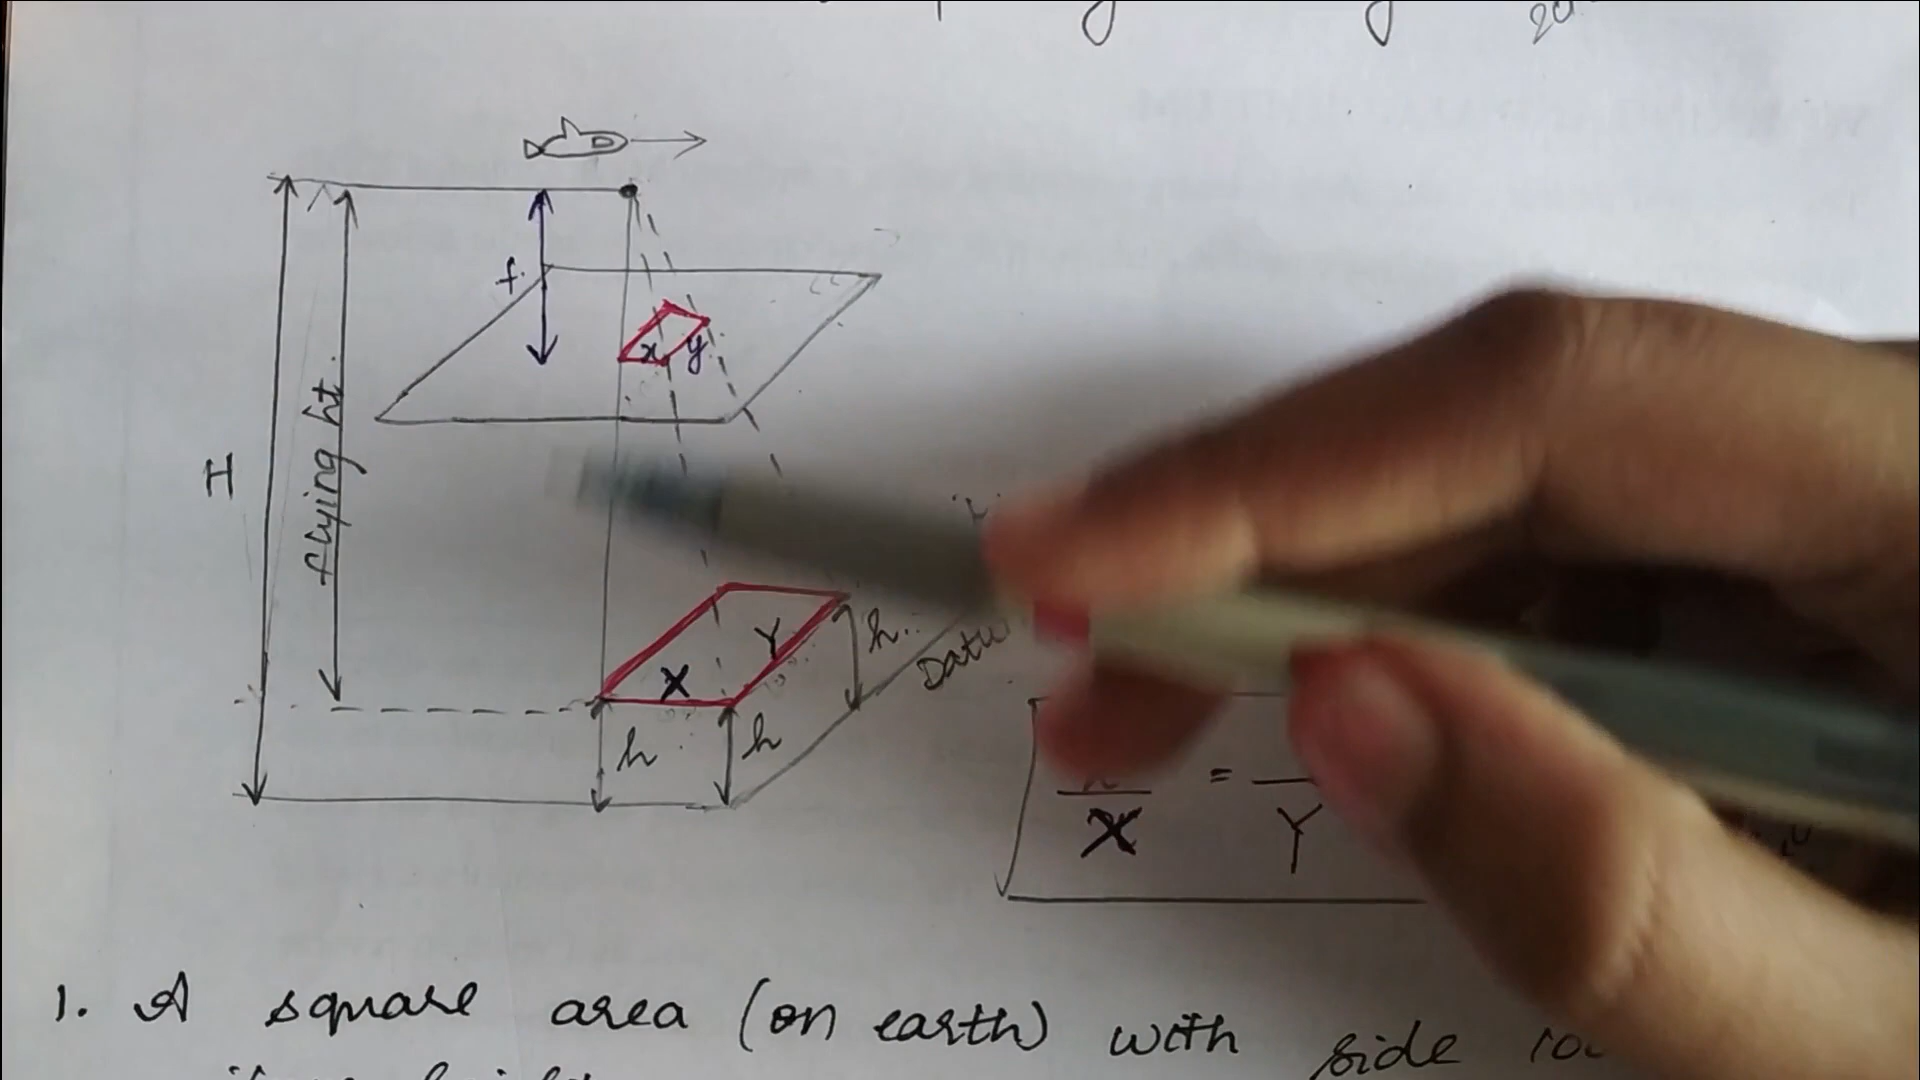 f.
x y
H
flying ht.
X Y
h.
h h
Datu
X = Y
1. A square area (on earth) with side